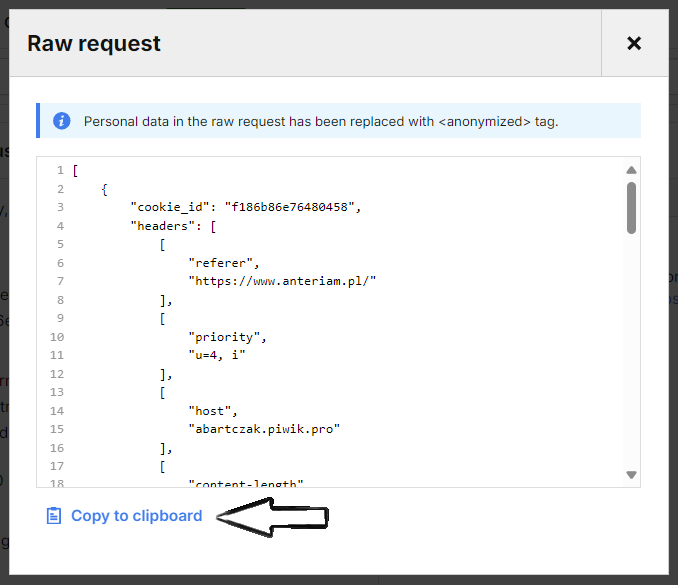 Raw request
Personal data in the raw request has been replaced with <anonymized> tag.
1 [
2 {
3 "cookie_id": "f186b86e76480458",
4 "headers": [
5 [
6 "referer",
7 "https://www.anteriam.pl/"
8 ],
9 [
10 "priority",
11 "u=4, i"
12 ],
13 [
14 "host",
15 "abartczak.piwik.pro"
16 ],
17 [
18 "content-length"
Copy to clipboard